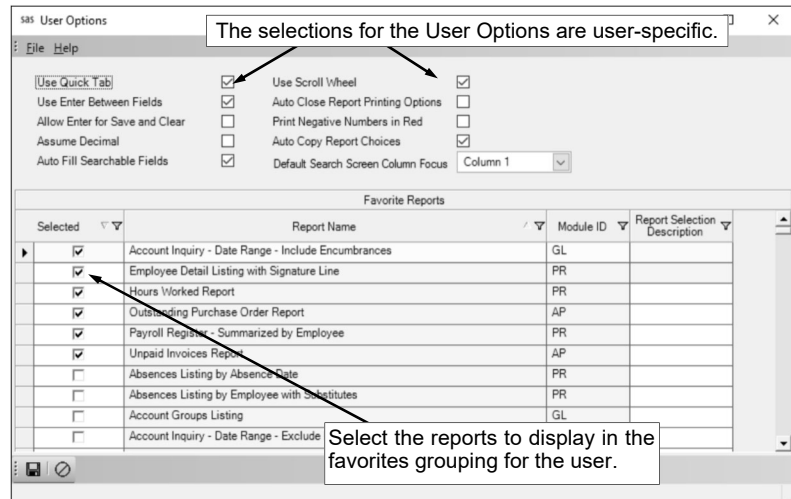 sas User Options
The selections for the User Options are user-specific.
File Help
Use Quick Tab
Use Scroll Wheel
Use Enter Between Fields
Auto Close Report Printing Options
Allow Enter for Save and Clear
Print Negative Numbers in Red
Assume Decimal
Auto Copy Report Choices
Auto Fill Searchable Fields
Default Search Screen Column Focus Column 1
Favorite Reports
Selected Report Name Module ID Report Selection Description
Account Inquiry - Date Range - Include Encumbrances GL
Employee Detail Listing with Signature Line PR
Hours Worked Report PR
Outstanding Purchase Order Report AP
Payroll Register - Summarized by Employee PR
Unpaid Invoices Report AP
Absences Listing by Absence Date PR
Absences Listing by Employee with Substitutes PR
Account Groups Listing GL
Account Inquiry - Date Range - Exclude
Select the reports to display in the
favorites grouping for the user.